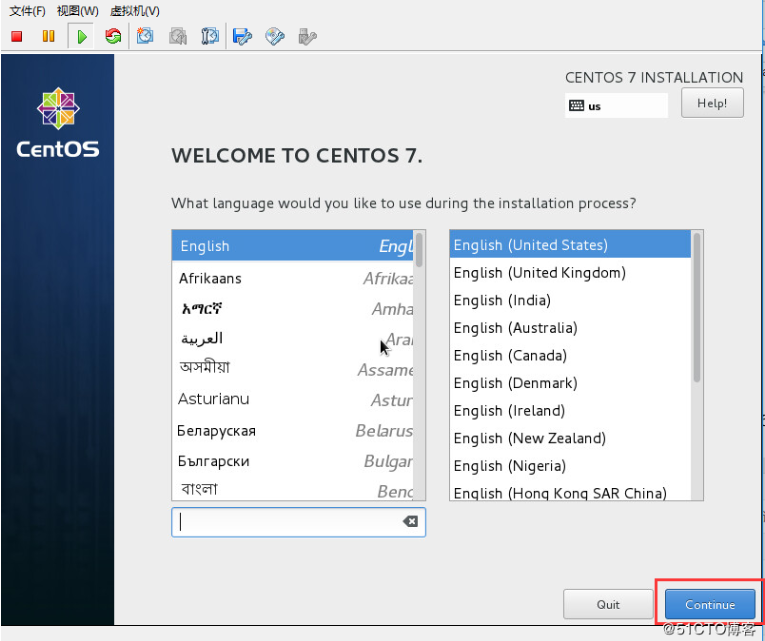 文件(F) 视图(W) 虚拟机(V)
CentOS
CENTOS 7 INSTALLATION
us
Help!
WELCOME TO CENTOS 7.
What language would you like to use during the installation process?
English Engl
Afrikaans Afrikaa
አማርኛ Amha
العربية Ara
অসমীয়া Assame
Asturianu Astur
Беларуская Belarus
Български Bulgar
বাংলা Beng
English (United States)
English (United Kingdom)
English (India)
English (Australia)
English (Canada)
English (Denmark)
English (Ireland)
English (New Zealand)
English (Nigeria)
English (Hong Kong SAR China)
Quit
Continue
@51CTO博客